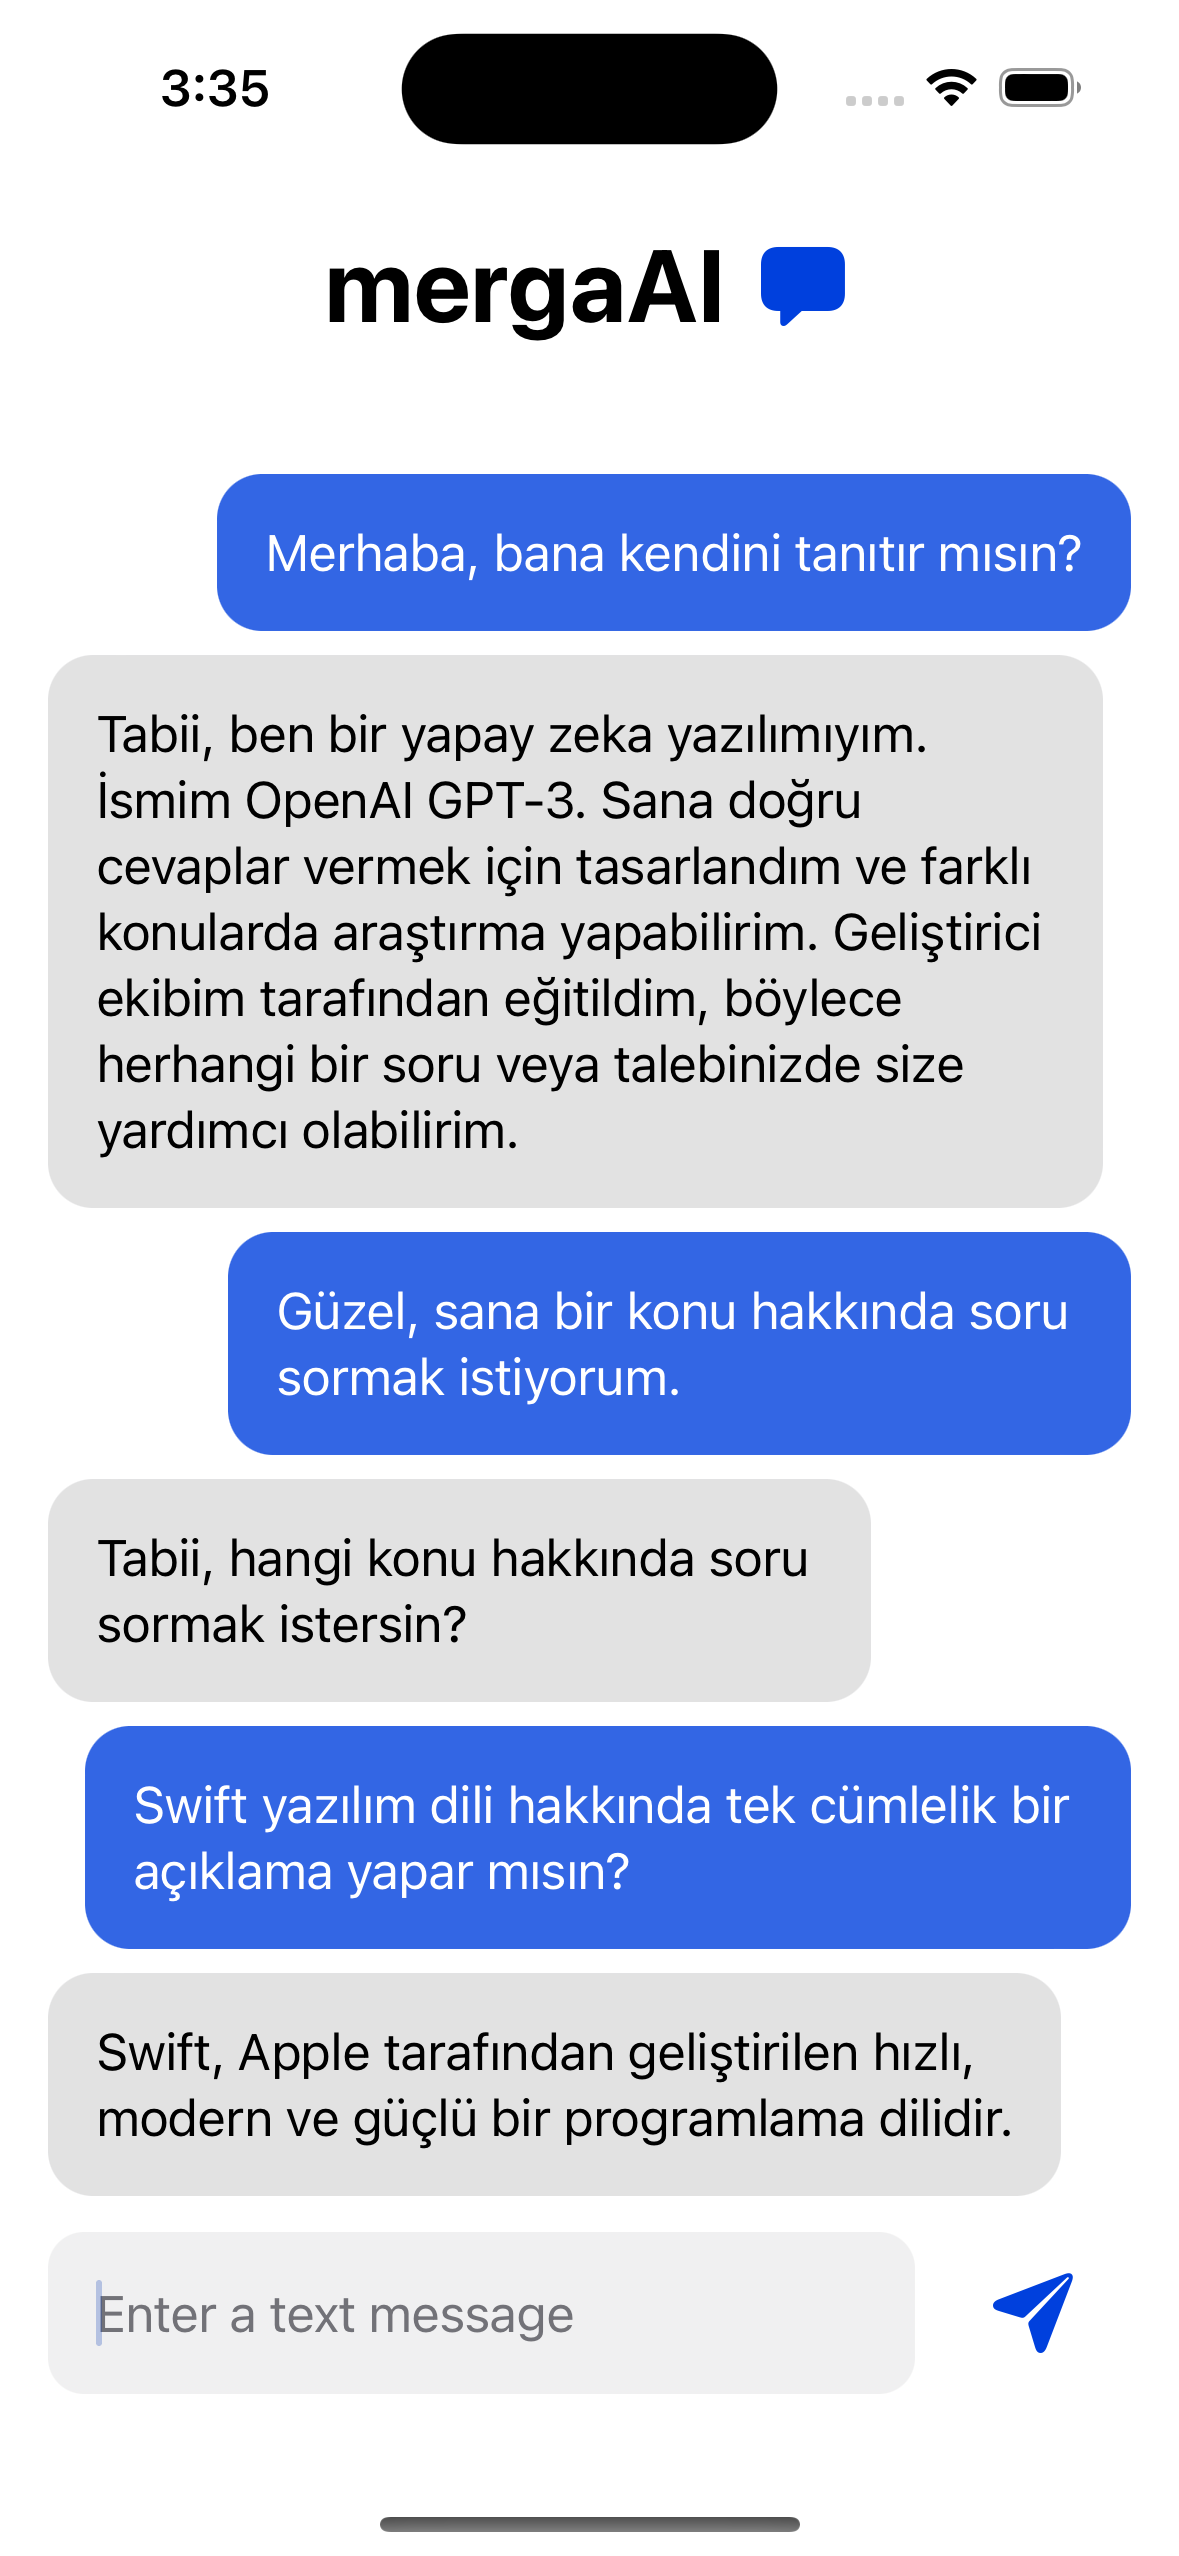 3:35
mergaAI
Merhaba, bana kendini tanıtır mısın?
Tabii, ben bir yapay zeka yazılımıyım.
İsmim OpenAI GPT-3. Sana doğru
cevaplar vermek için tasarlandım ve farklı
konularda araştırma yapabilirim. Geliştirici
ekibim tarafından eğitildim, böylece
herhangi bir soru veya talebinizde size
yardımcı olabilirim.
Güzel, sana bir konu hakkında soru
sormak istiyorum.
Tabii, hangi konu hakkında soru
sormak istersin?
Swift yazılım dili hakkında tek cümlelik bir
açıklama yapar mısın?
Swift, Apple tarafından geliştirilen hızlı,
modern ve güçlü bir programlama dilidir.
Enter a text message